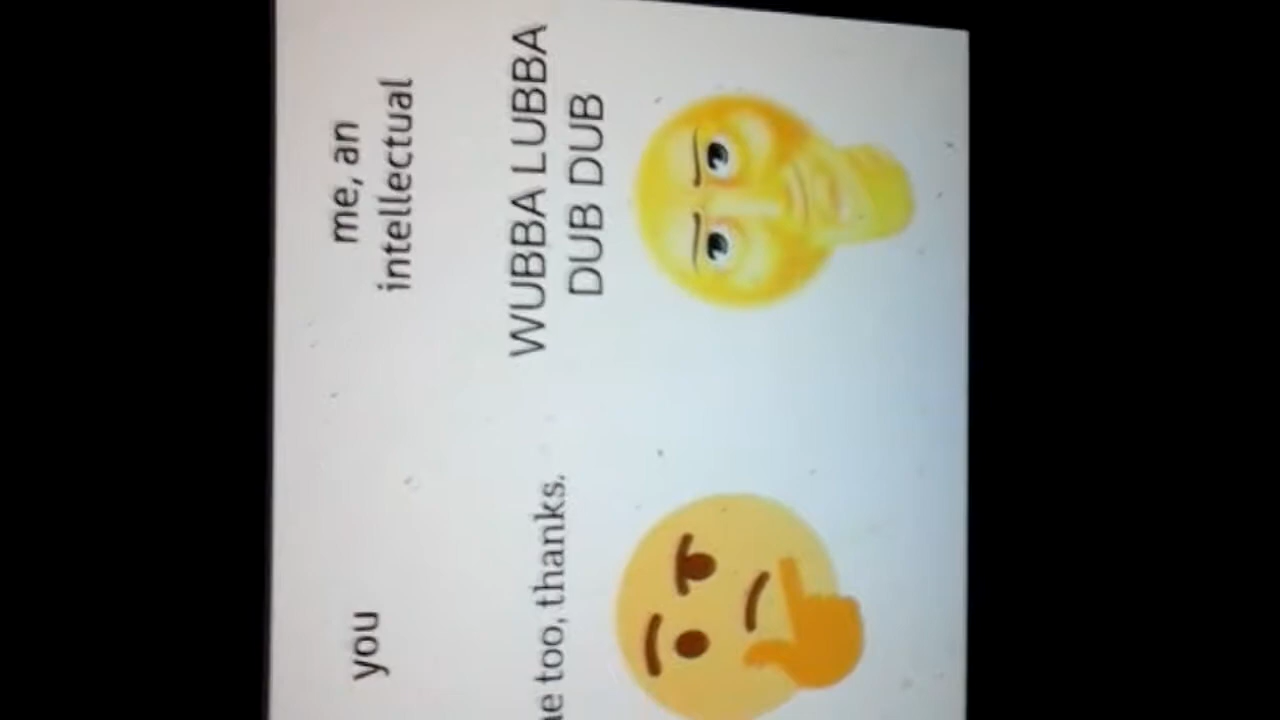 you
too, thanks.
me, an
intellectual
WUBBA LUBBA
DUB DUB